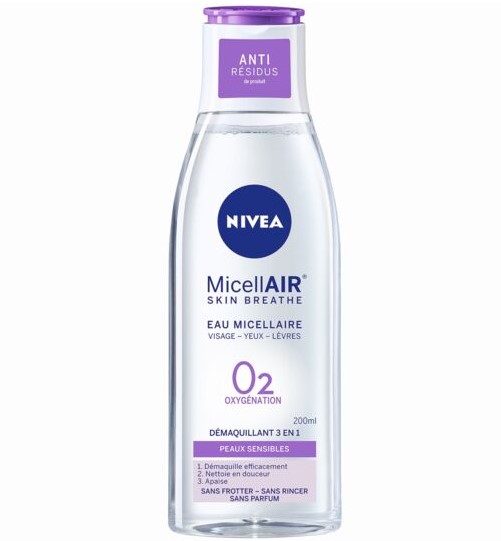 ANTI
RÉSIDUS
de produit
NIVEA
MicellAIR®
SKIN BREATHE
EAU MICELLAIRE
VISAGE – YEUX – LÈVRES
O2
OXYGÉNATION
200ml
DÉMAQUILLANT 3 EN 1
PEAUX SENSIBLES
1. Démaquille efficacement
2. Nettoie en douceur
3. Apaise
SANS FROTTER – SANS RINCER
SANS PARFUM